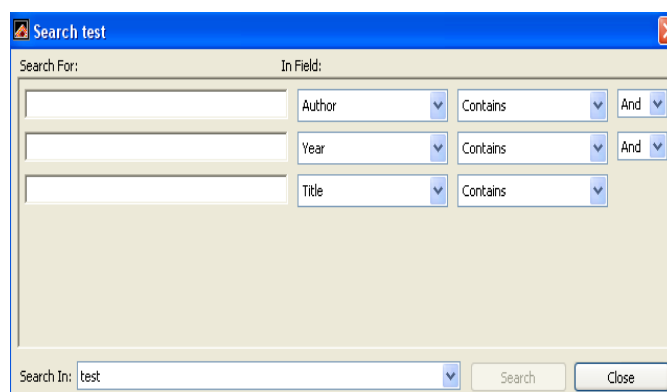 Search test
Search For: In Field:
Author Contains And
Year Contains And
Title Contains
Search In: test Search Close